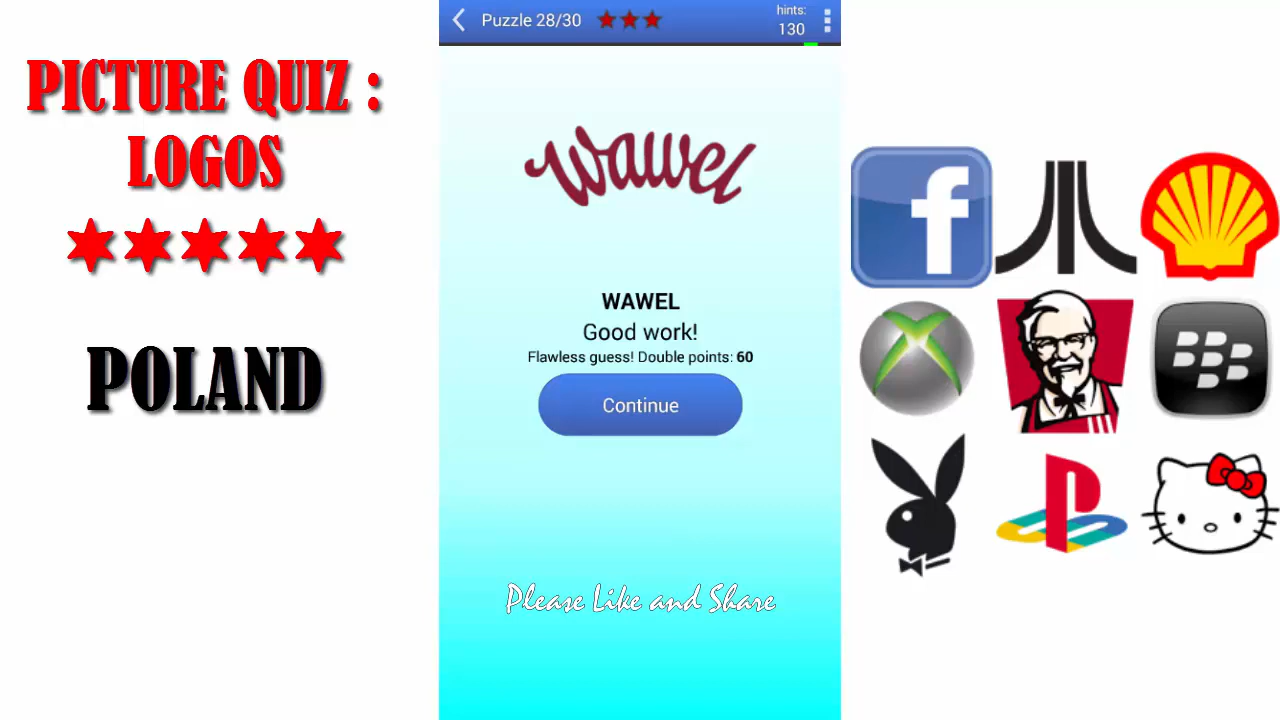 PICTURE QUIZ :
LOGOS
POLAND
Puzzle 28/30
hints:
130
wawel
WAWEL
Good work!
Flawless guess! Double points: 60
Continue
Please Like and Share
f